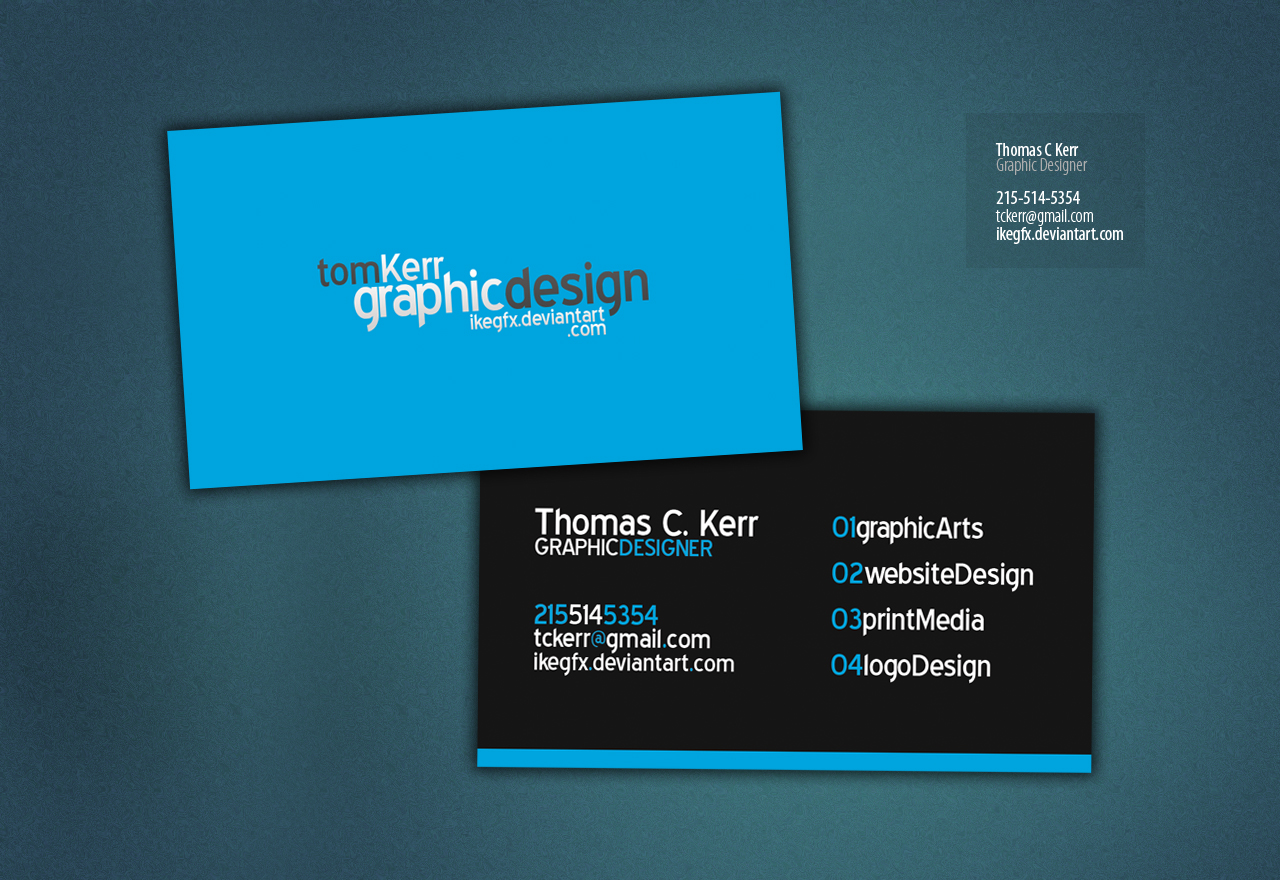 tomKerr
graphicdesign
ikegfx.deviantart
.com
Thomas C Kerr
Graphic Designer
215-514-5354
tckerr@gmail.com
ikegfx.deviantart.com
Thomas C. Kerr
GRAPHICDESIGNER
2155145354
tckerr@gmail.com
ikegfx.deviantart.com
01graphicArts
02websiteDesign
03printMedia
04logoDesign